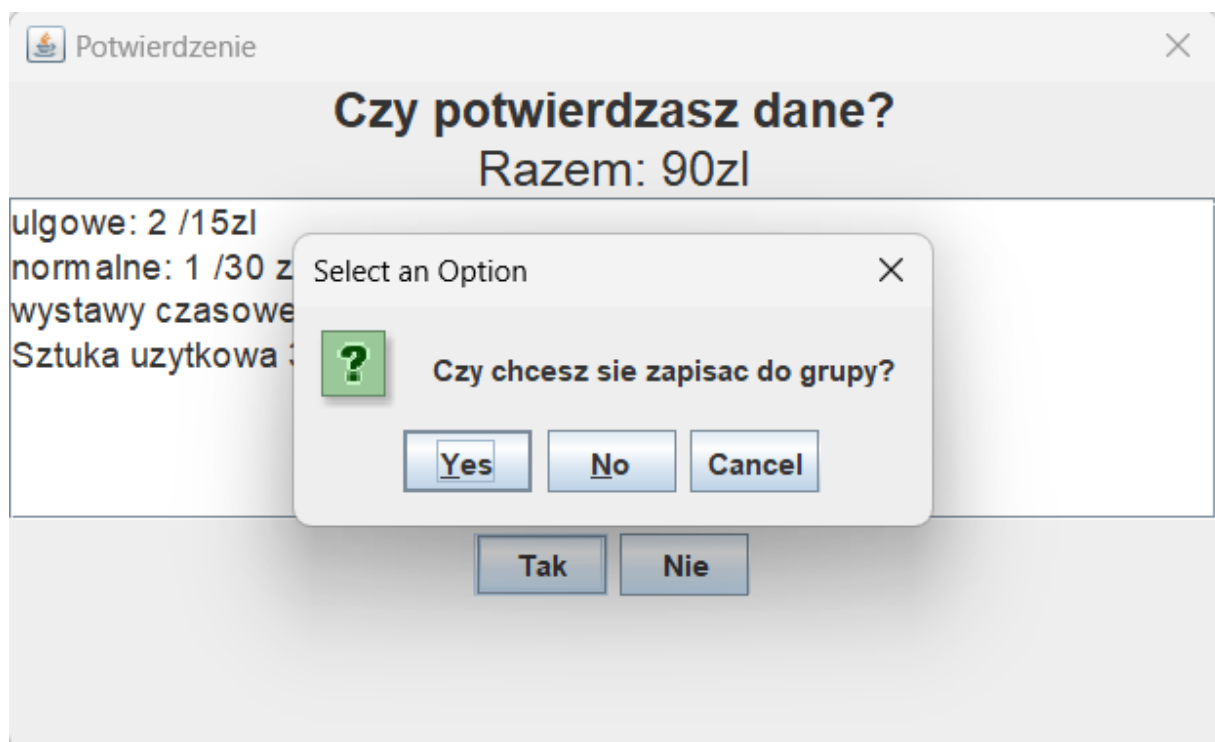 Potwierdzenie
Czy potwierdzasz dane?
Razem: 90zl
ulgowe: 2 /15zl
normalne: 1 /30
wystawy czasowe
Sztuka uzytkowa
Select an Option
Czy chcesz sie zapisac do grupy?
Yes
No
Cancel
Tak
Nie